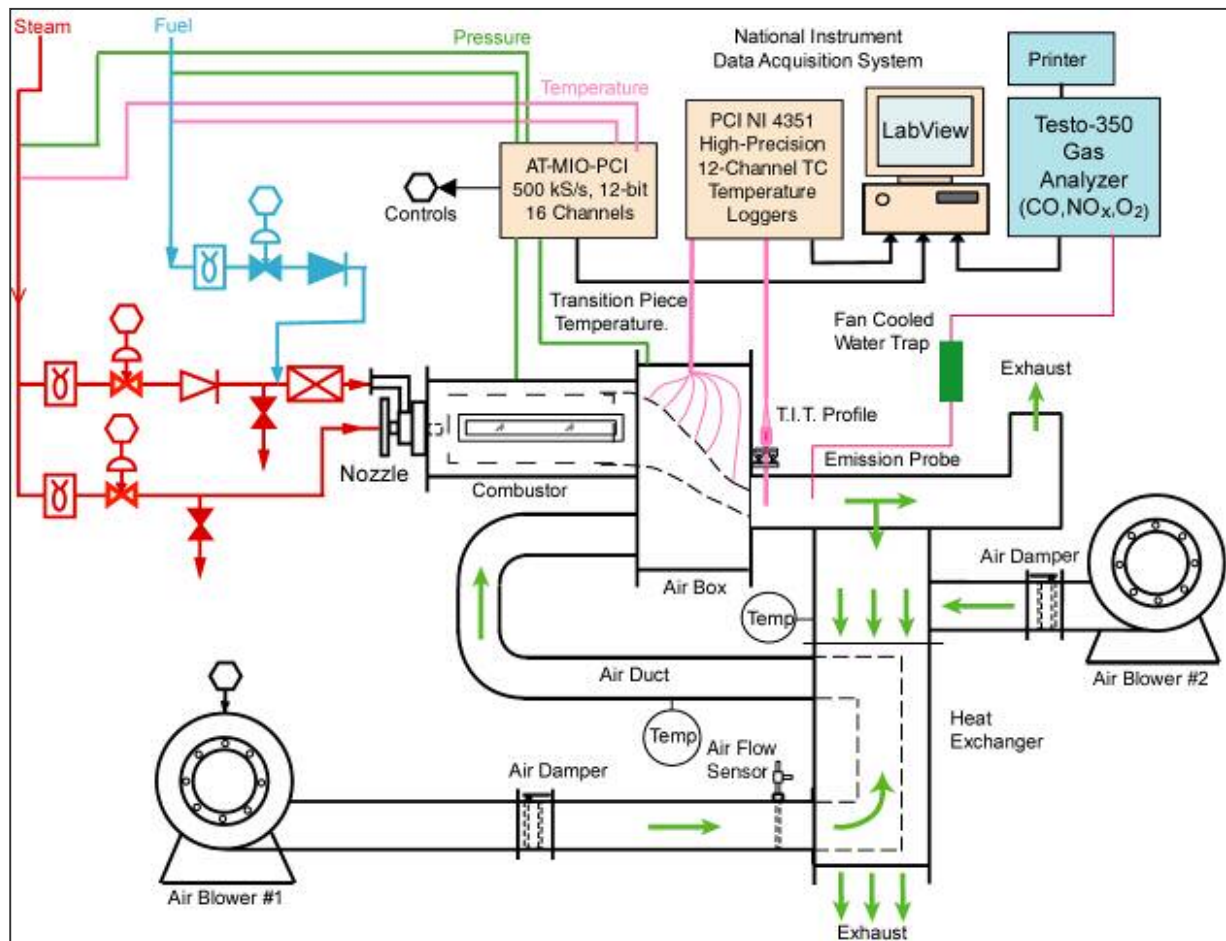 Steam
Fuel
Pressure
Temperature
National Instrument
Data Acquisition System
Printer
AT-MIO-PCI
500 kS/s, 12-bit
16 Channels
PCI NI 4351
High-Precision
12-Channel TC
Temperature
Loggers
LabView
Testo-350
Gas
Analyzer
(CO,NOx,O2)
Controls
Transition Piece
Temperature.
Fan Cooled
Water Trap
Exhaust
T.I.T. Profile
Emission Probe
Nozzle
Combustor
Air Box
Air Damper
Temp
Air Blower #2
Air Duct
Temp
Heat
Exchanger
Air Flow
Sensor
Air Damper
Air Blower #1
Exhaust